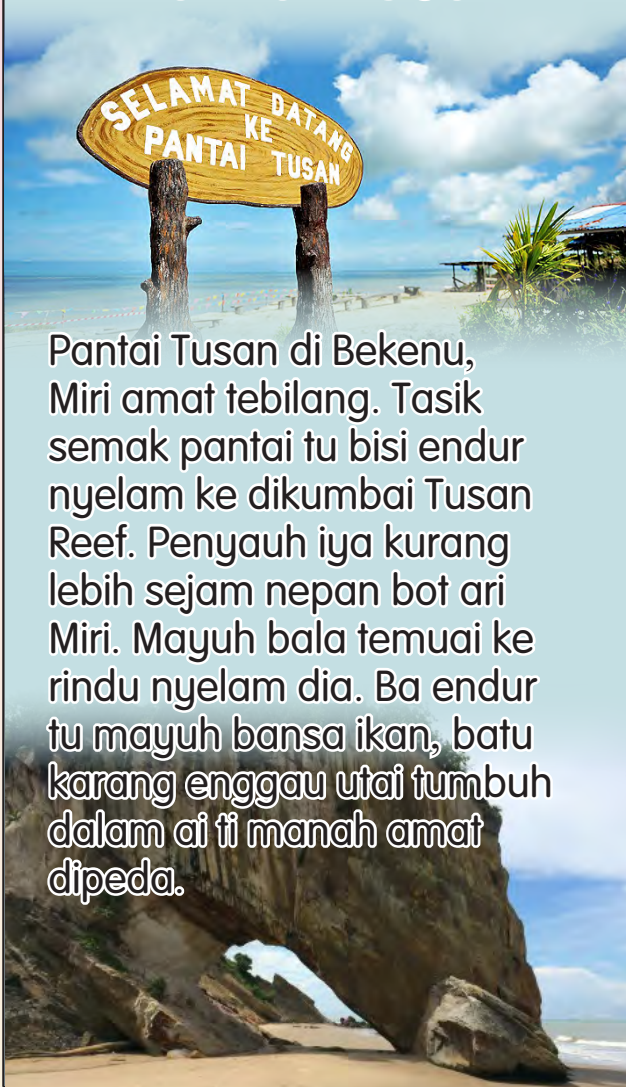 SELAMAT DATANG
KE
PANTAI TUSAN
Pantai Tusan di Bekenu,
Miri amat tebilang. Tasik
semak pantai tu bisi endur
nyelam ke dikumbai Tusan
Reef. Penyauh iya kurang
lebih sejam nepan bot ari
Miri. Mayuh bala temuai ke
rindu nyelam dia. Ba endur
tu mayuh bansa ikan, batu
karang enggau utai tumbuh
dalam ai ti manah amat
dipeda.